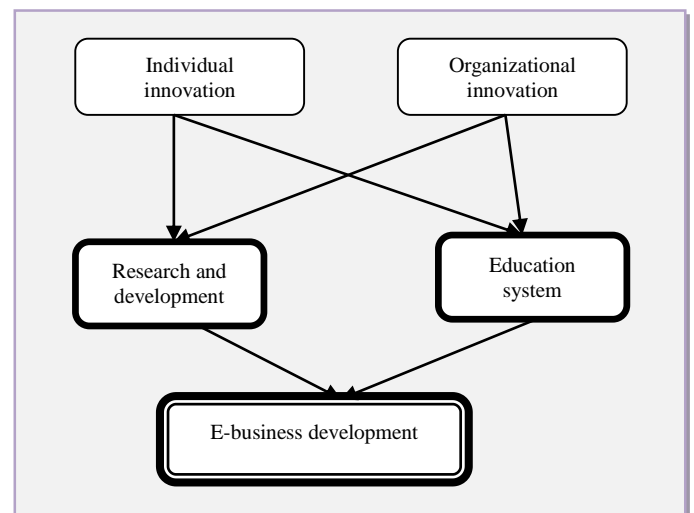 Individual
innovation
Organizational
innovation
Research and
development
Education
system
E-business development